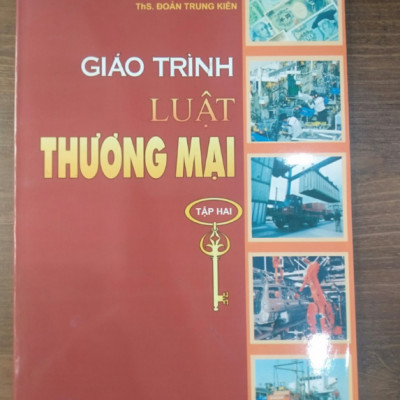 ThS. ĐOÀN TRUNG KIÊN
GIÁO TRÌNH
LUẬT
THƯƠNG MẠI
TẬP HAI